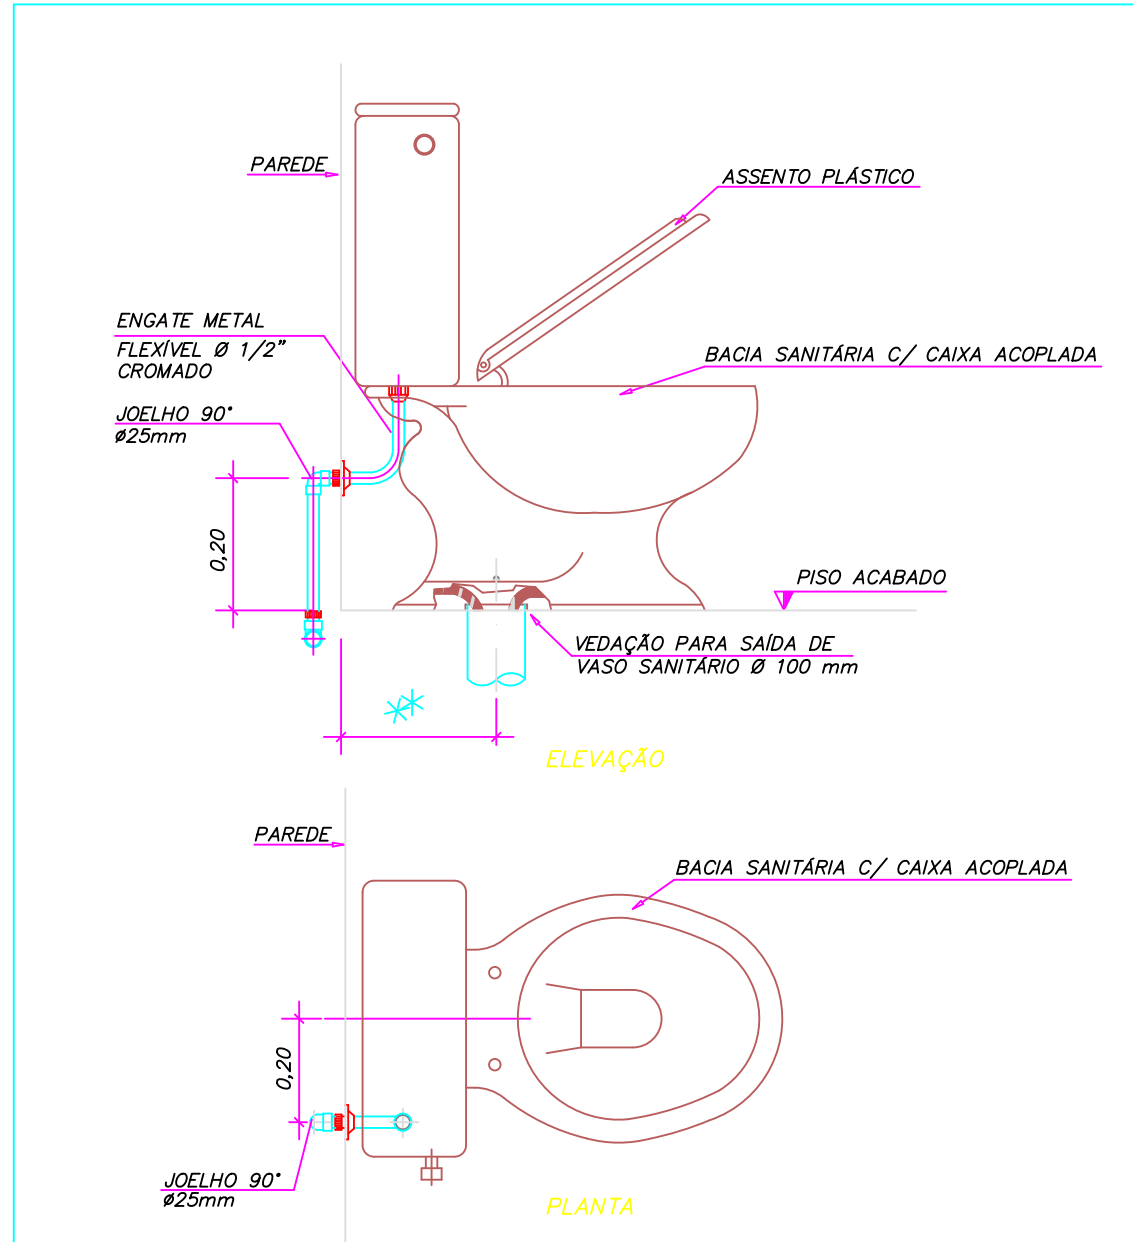 PAREDE
ASSENTO PLÁSTICO
ENGATE METAL
FLEXÍVEL Ø 1/2"
CROMADO
BACIA SANITÁRIA C/ CAIXA ACOPLADA
JOELHO 90°
Ø25mm
0,20
PISO ACABADO
VEDAÇÃO PARA SAÍDA DE
VASO SANITÁRIO Ø 100 mm
**
ELEVAÇÃO
PAREDE
BACIA SANITÁRIA C/ CAIXA ACOPLADA
0,20
JOELHO 90°
Ø25mm
PLANTA